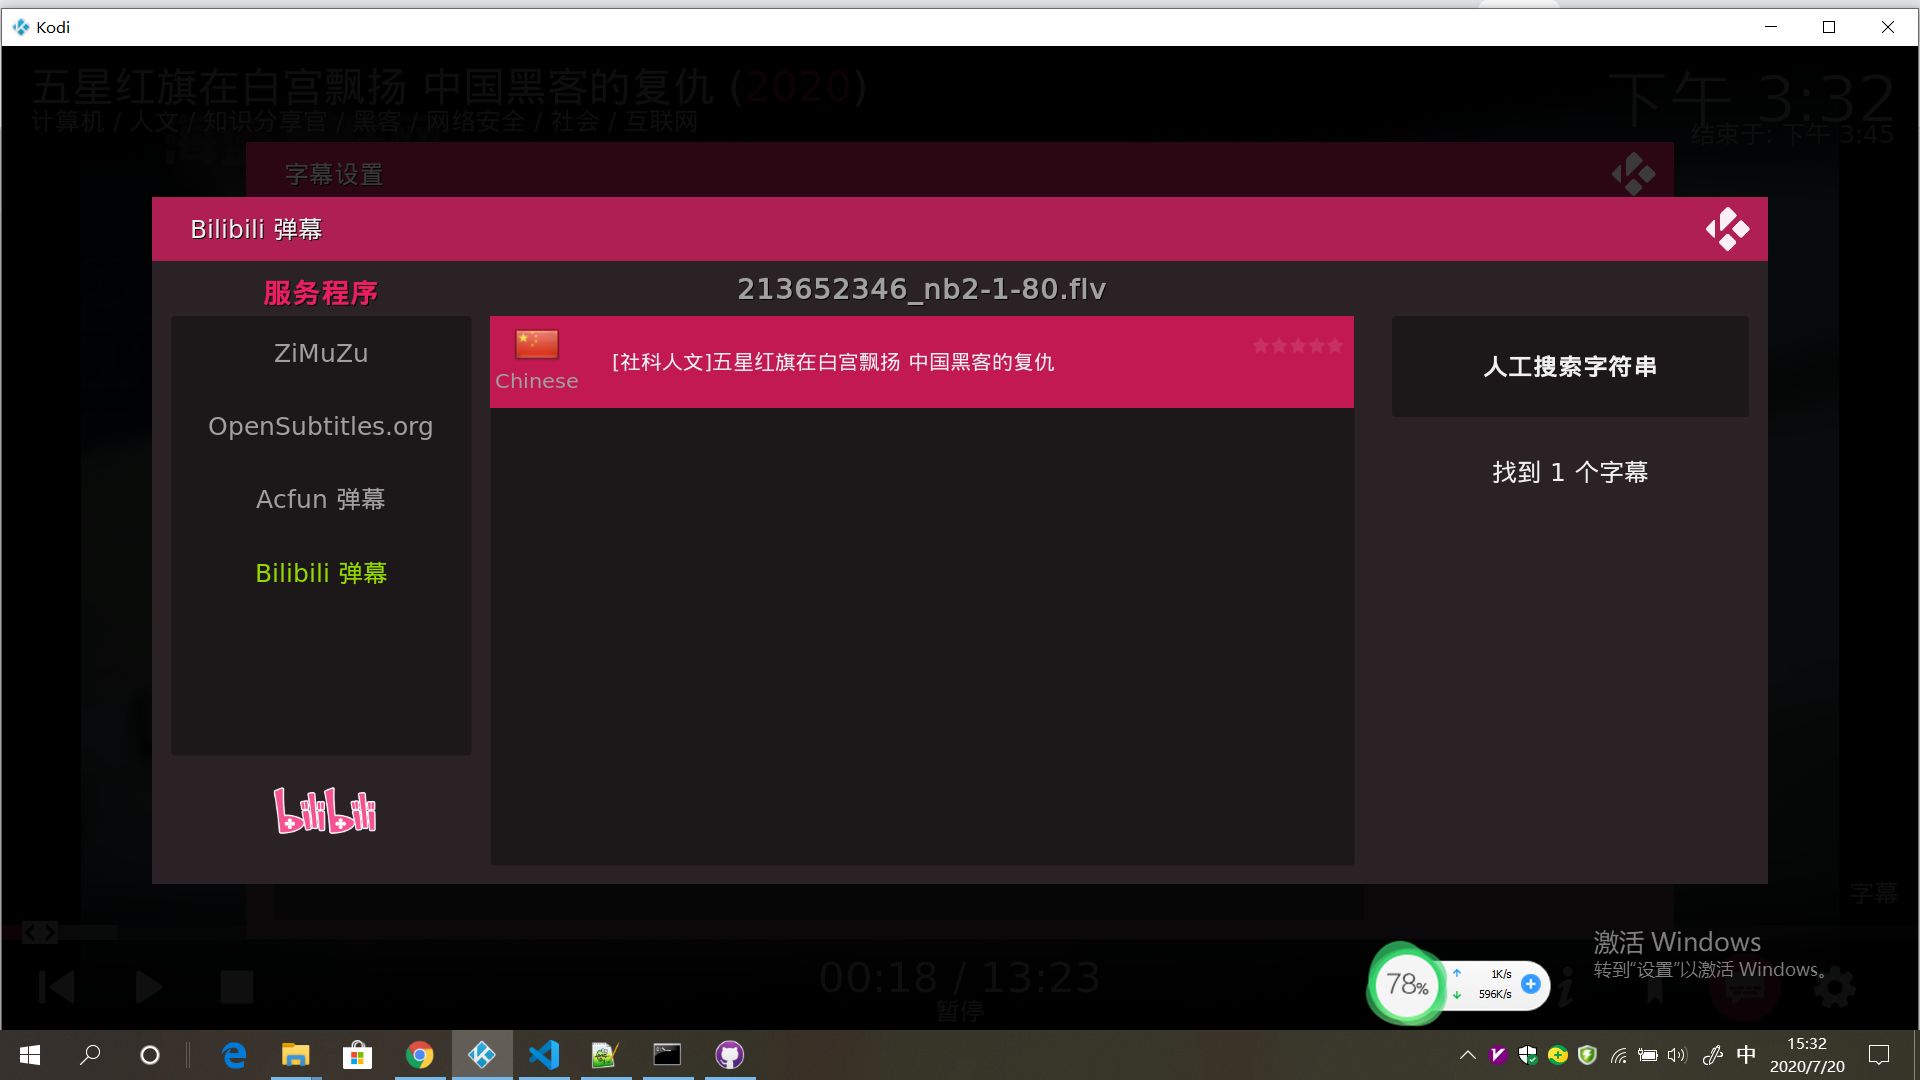 Kodi
五星红旗在白宫飘扬 中国黑客的复仇 (2020)
计算机 / 人文 / 知识分享官 / 黑客 / 网络安全 / 社会 / 互联网
下午 3:32
结束于: 下午 3:45
字幕设置
Bilibili 弹幕
服务程序
213652346_nb2-1-80.flv
ZiMuZu
OpenSubtitles.org
Acfun 弹幕
Bilibili 弹幕
Chinese
[社科人文]五星红旗在白宫飘扬 中国黑客的复仇
人工搜索字符串
找到 1 个字幕
bilibili
字幕
00:18 / 13:23
暂停
78%
1K/s
596K/s
激活 Windows
转到“设置”以激活 Windows。
中
15:32
2020/7/20